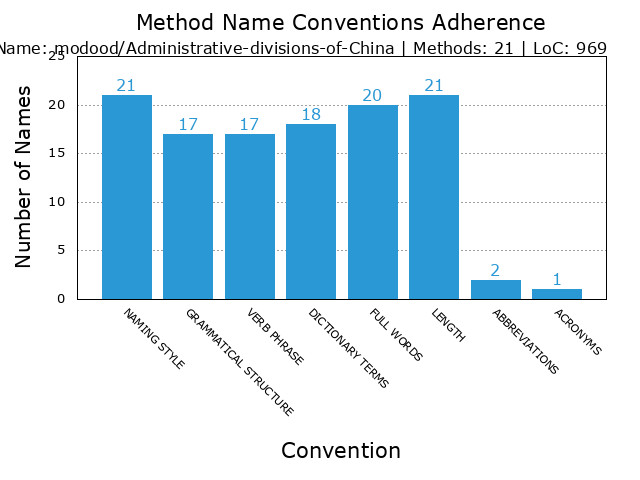 Method Name Conventions Adherence
Name: modood/Administrative-divisions-of-China | Methods: 21 | LoC: 969
Number of Names
25
20
15
10
5
0
21
17
17
18
20
21
2
1
NAMING STYLE
GRAMMATICAL STRUCTURE
VERB PHRASE
DICTIONARY TERMS
FULL WORDS
LENGTH
ABBREVIATIONS
ACRONYMS
Convention